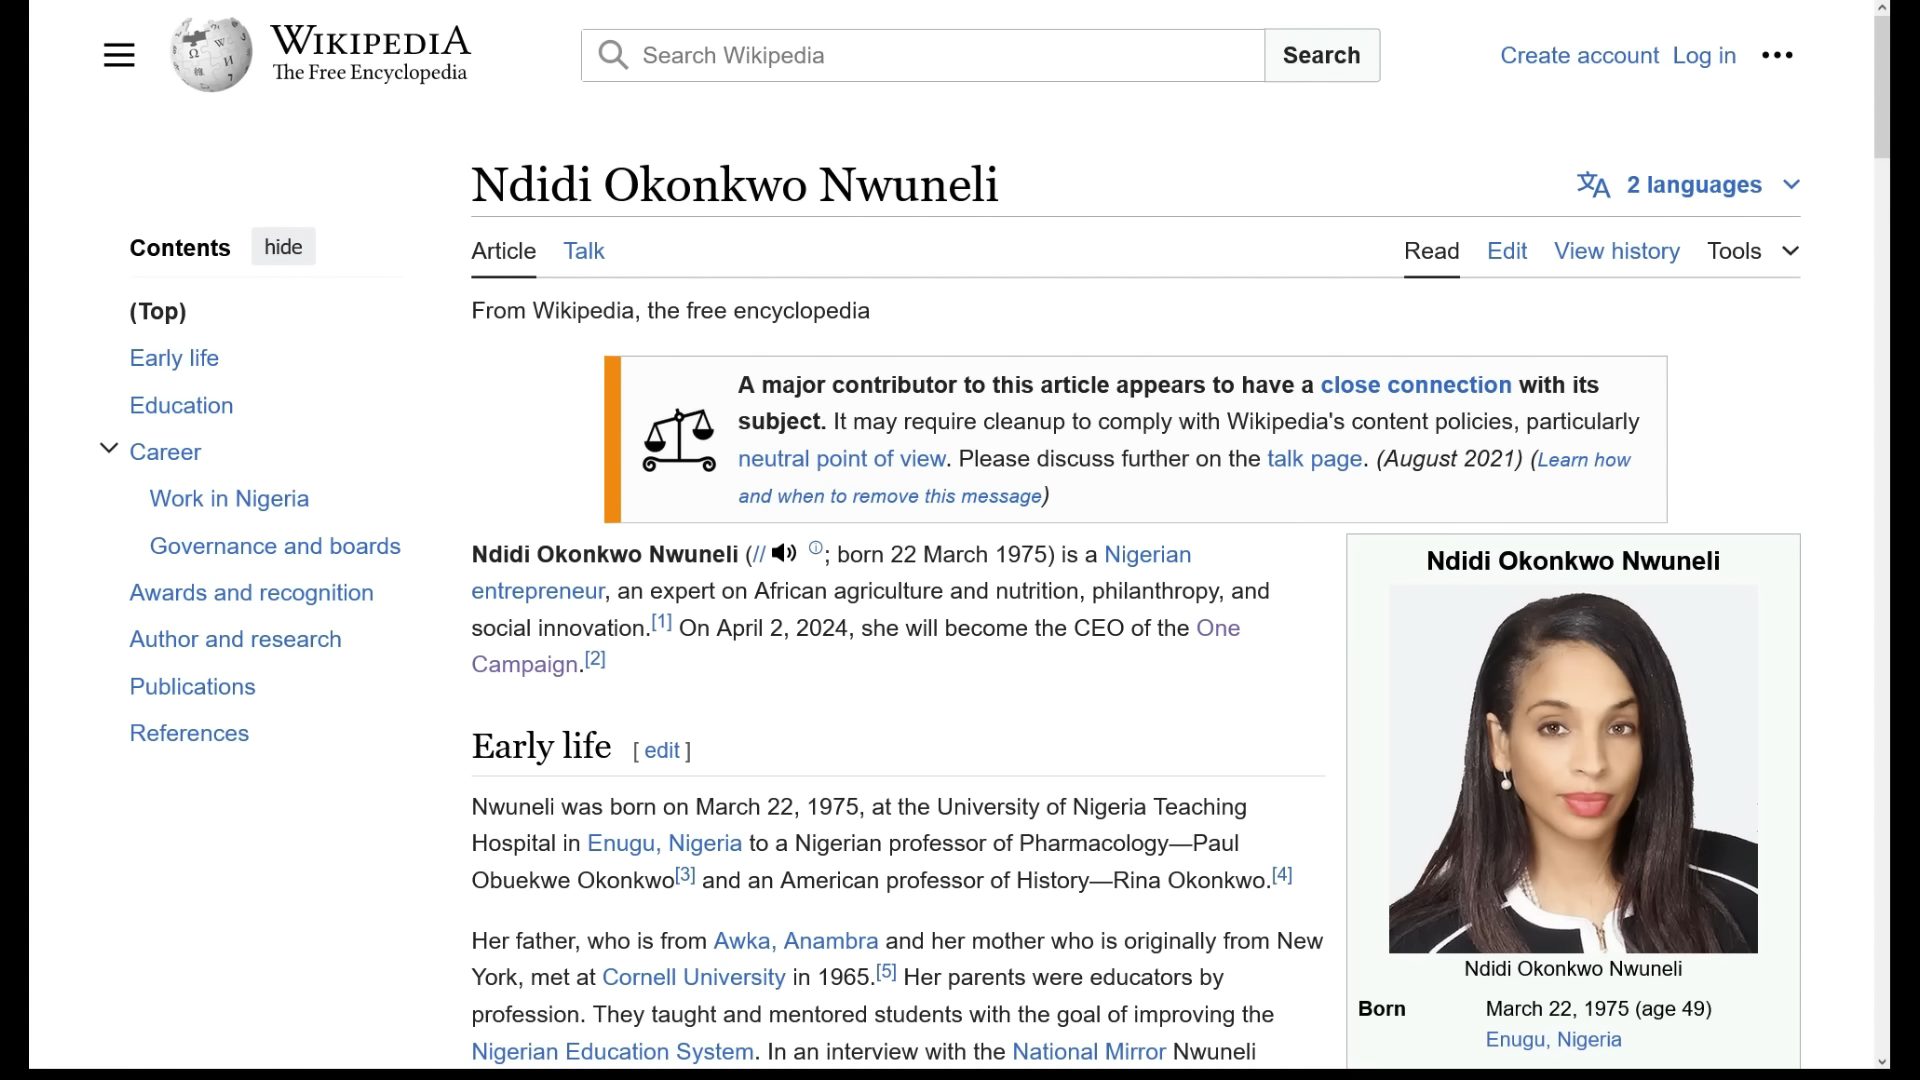 WIKIPEDIA
The Free Encyclopedia
Search Wikipedia
Search
Create account Log in
Ndidi Okonkwo Nwuneli
2 languages
Contents hide
(Top)
Early life
Education
Career
Work in Nigeria
Governance and boards
Awards and recognition
Author and research
Publications
References
Article Talk
Read Edit View history Tools
From Wikipedia, the free encyclopedia
A major contributor to this article appears to have a close connection with its
subject. It may require cleanup to comply with Wikipedia's content policies, particularly
neutral point of view. Please discuss further on the talk page. (August 2021) (Learn how
and when to remove this message)
Ndidi Okonkwo Nwuneli (// ⓘ; born 22 March 1975) is a Nigerian
entrepreneur, an expert on African agriculture and nutrition, philanthropy, and
social innovation.[1] On April 2, 2024, she will become the CEO of the One
Campaign.[2]
Early life [ edit ]
Nwuneli was born on March 22, 1975, at the University of Nigeria Teaching
Hospital in Enugu, Nigeria to a Nigerian professor of Pharmacology—Paul
Obuekwe Okonkwo[3] and an American professor of History—Rina Okonkwo.[4]
Her father, who is from Awka, Anambra and her mother who is originally from New
York, met at Cornell University in 1965.[5] Her parents were educators by
profession. They taught and mentored students with the goal of improving the
Nigerian Education System. In an interview with the National Mirror Nwuneli
Ndidi Okonkwo Nwuneli
Ndidi Okonkwo Nwuneli
Born March 22, 1975 (age 49)
Enugu, Nigeria